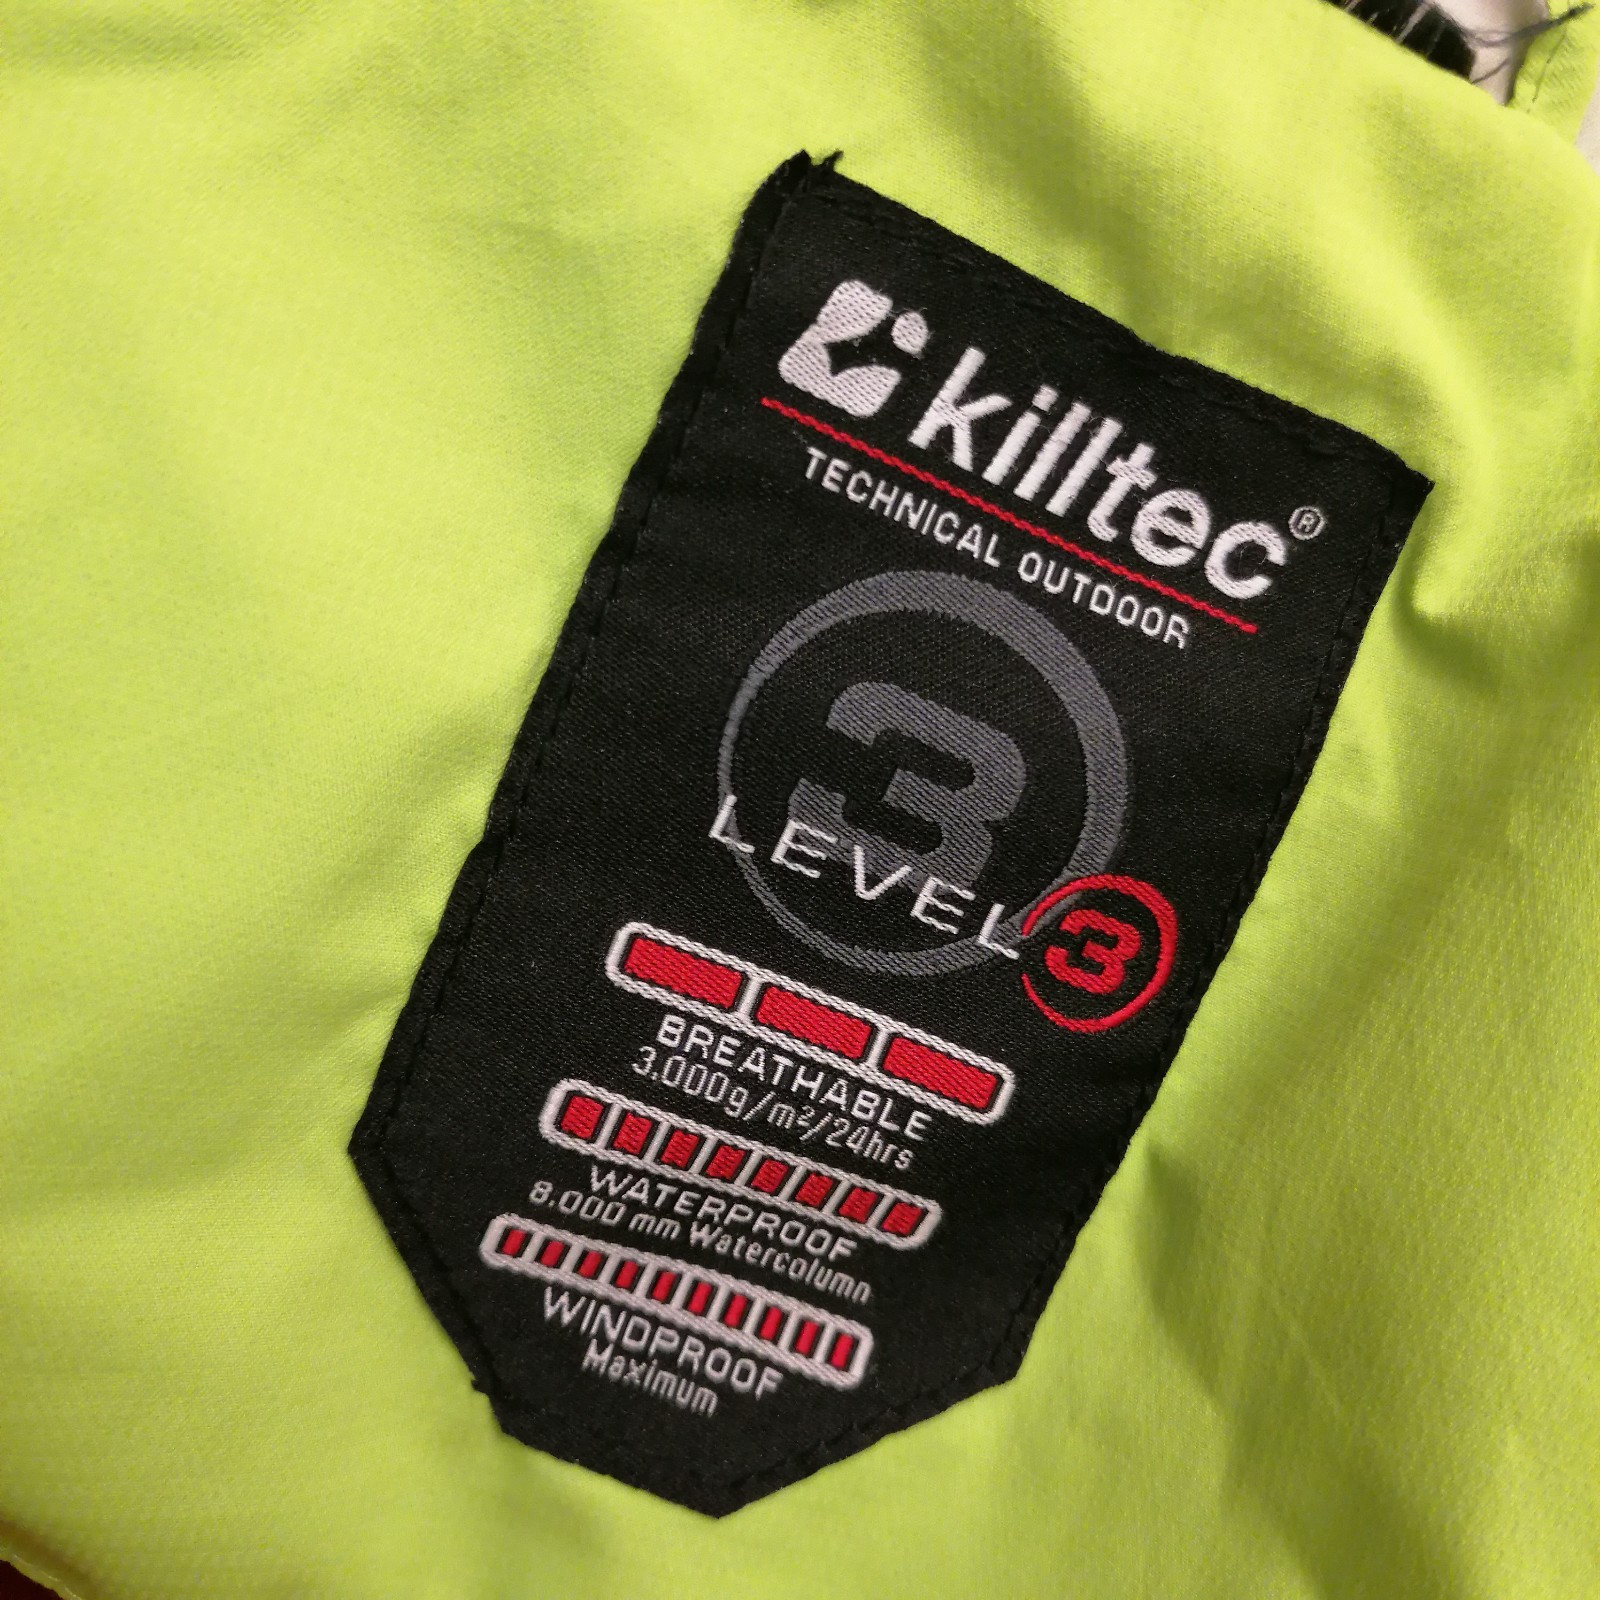 killtec®
TECHNICAL OUTDOOR
3
LEVEL 3
BREATHABLE
3.000g/m²/24hrs
WATERPROOF
8.000 mm Watercolumn
WINDPROOF
Maximum